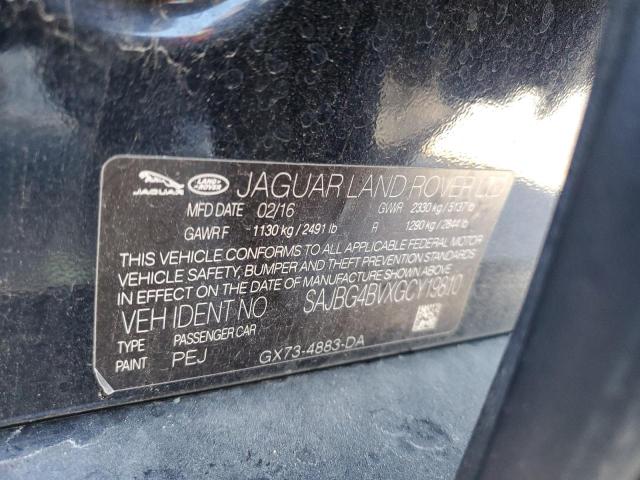 JAGUAR LAND ROVER JAGUAR LAND ROVER LTD
MFD DATE 02/16 GWR 2330 kg / 5137 lb
GAWR F 1130 kg / 2491 lb R 1290 kg / 2844 lb
THIS VEHICLE CONFORMS TO ALL APPLICABLE FEDERAL MOTOR
VEHICLE SAFETY, BUMPER AND THEFT PREVENTION STANDARDS
IN EFFECT ON THE DATE OF MANUFACTURE SHOWN ABOVE
VEH IDENT NO SAJBG4BVXGCY19810
TYPE PASSENGER CAR
PAINT PEJ GX73-4883-DA